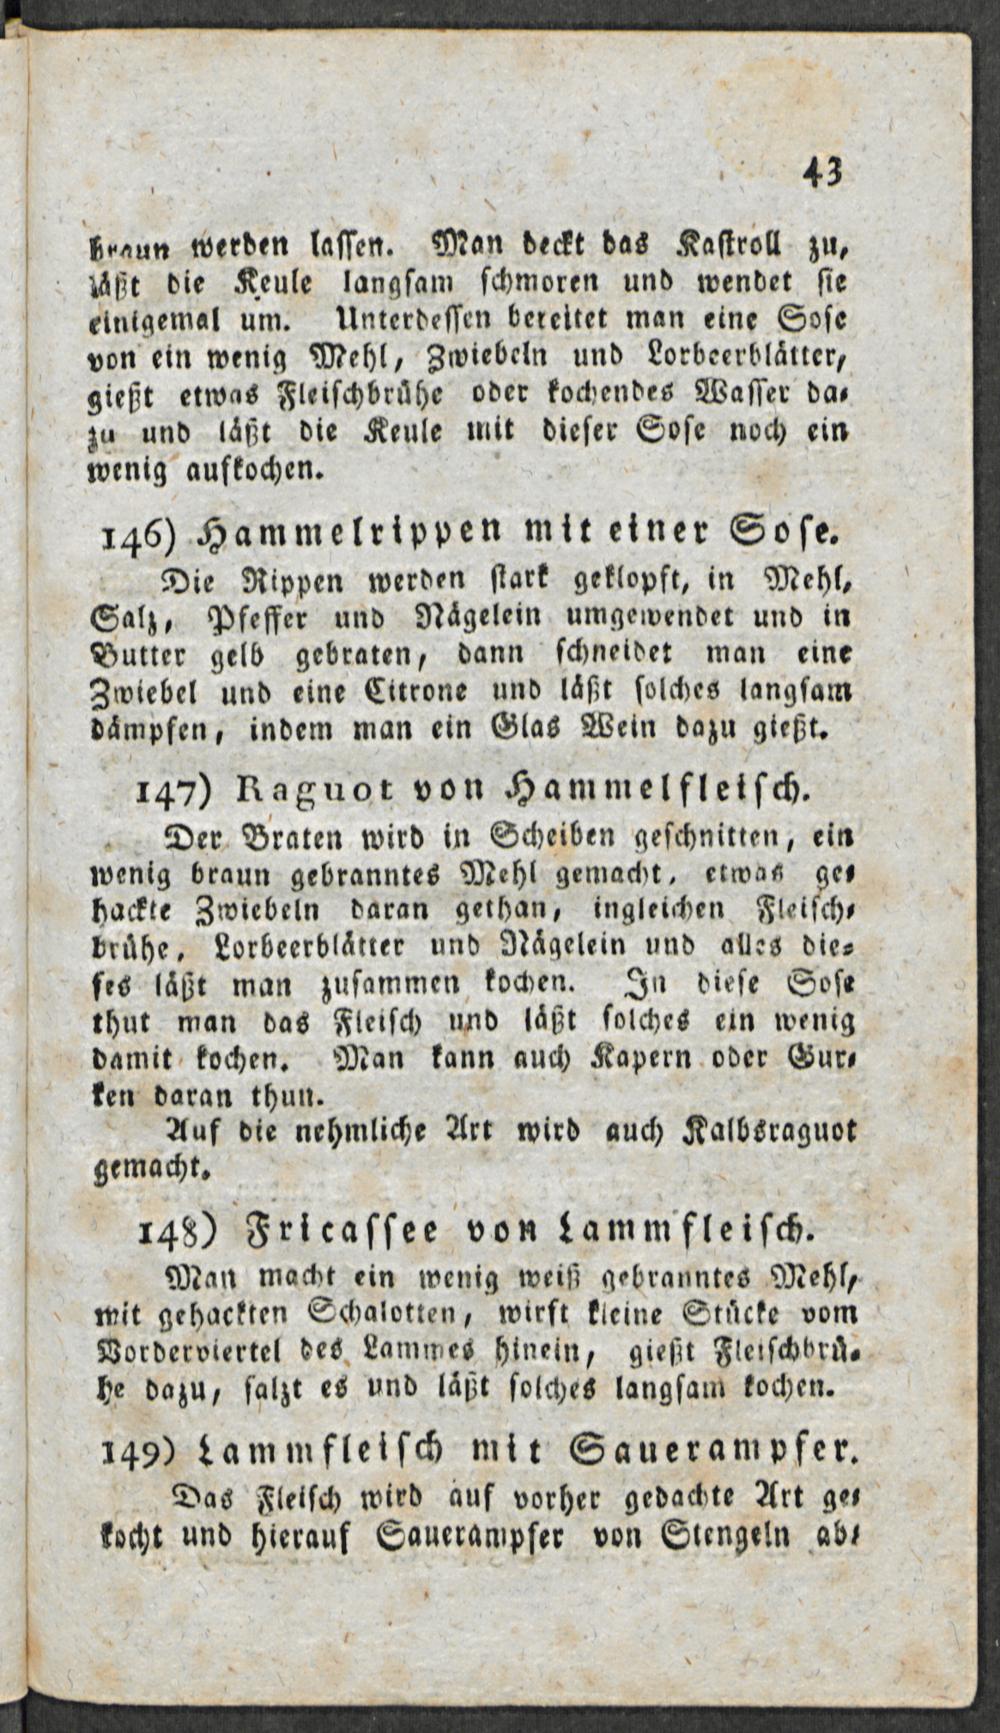 43
braun werden lassen. Man deckt das Kastroll zu,
läßt die Keule langsam schmoren und wendet sie
einigemal um. Unterdessen bereitet man eine Sose
von ein wenig Mehl, Zwiebeln und Lorbeerblätter,
gießt etwas Fleischbrühe oder kochendes Wasser da-
zu und läßt die Keule mit dieser Sose noch ein
wenig aufkochen.
146) Hammelrippen mit einer Sose.
Die Rippen werden stark geklopft, in Mehl,
Salz, Pfeffer und Nägelein umgewendet und in
Butter gelb gebraten, dann schneidet man eine
Zwiebel und eine Citrone und läßt solches langsam
dämpfen, indem man ein Glas Wein dazu gießt.
147) Raguot von Hammelfleisch.
Der Braten wird in Scheiben geschnitten, ein
wenig braun gebranntes Mehl gemacht, etwas ge-
hackte Zwiebeln daran gethan, ingleichen Fleisch-
brühe, Lorbeerblätter und Nägelein und alles die-
ses läßt man zusammen kochen. In diese Sose
thut man das Fleisch und läßt solches ein wenig
damit kochen. Man kann auch Kapern oder Gur-
ken daran thun.
Auf die nehmliche Art wird auch Kalbsraguot
gemacht.
148) Fricassee von Lammfleisch.
Man macht ein wenig weiß gebranntes Mehl,
mit gehackten Schalotten, wirft kleine Stücke vom
Vorderviertel des Lammes hinein, gießt Fleischbrü-
he dazu, salzt es und läßt solches langsam kochen.
149) Lammfleisch mit Sauerampfer.
Das Fleisch wird auf vorher gedachte Art ge-
kocht und hierauf Sauerampfer von Stengeln ab-